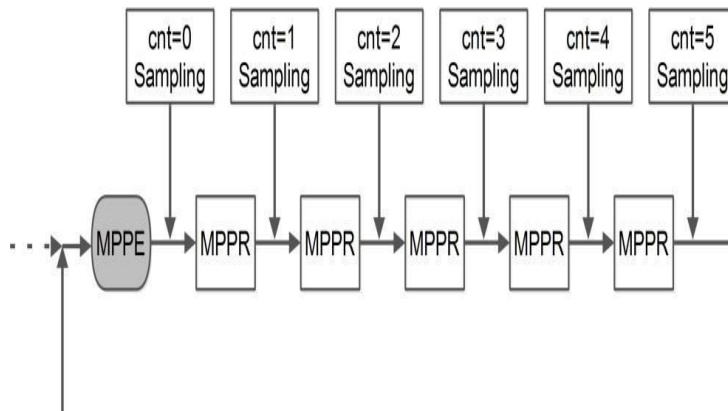 cnt=0
Sampling
cnt=1
Sampling
cnt=2
Sampling
cnt=3
Sampling
cnt=4
Sampling
cnt=5
Sampling
MPPE
MPPR
MPPR
MPPR
MPPR
MPPR